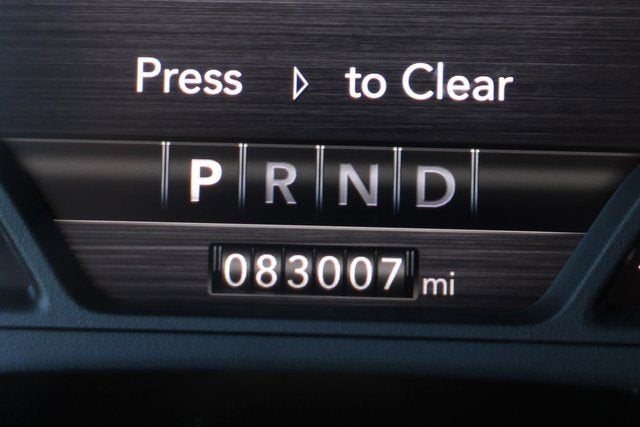 Press ▷ to Clear
P R N D
083007 mi